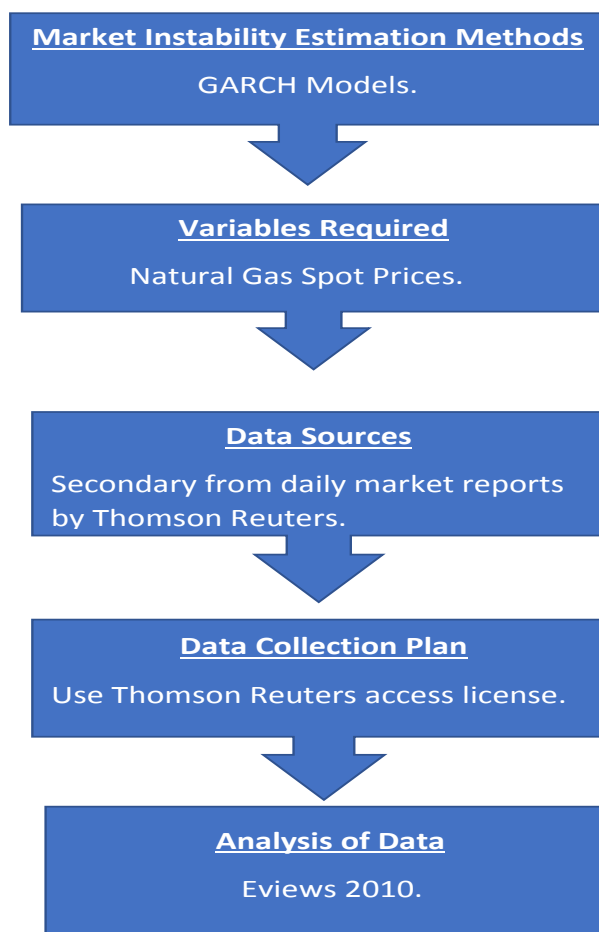 Market Instability Estimation Methods
GARCH Models.
Variables Required
Natural Gas Spot Prices.
Data Sources
Secondary from daily market reports
by Thomson Reuters.
Data Collection Plan
Use Thomson Reuters access license.
Analysis of Data
Eviews 2010.